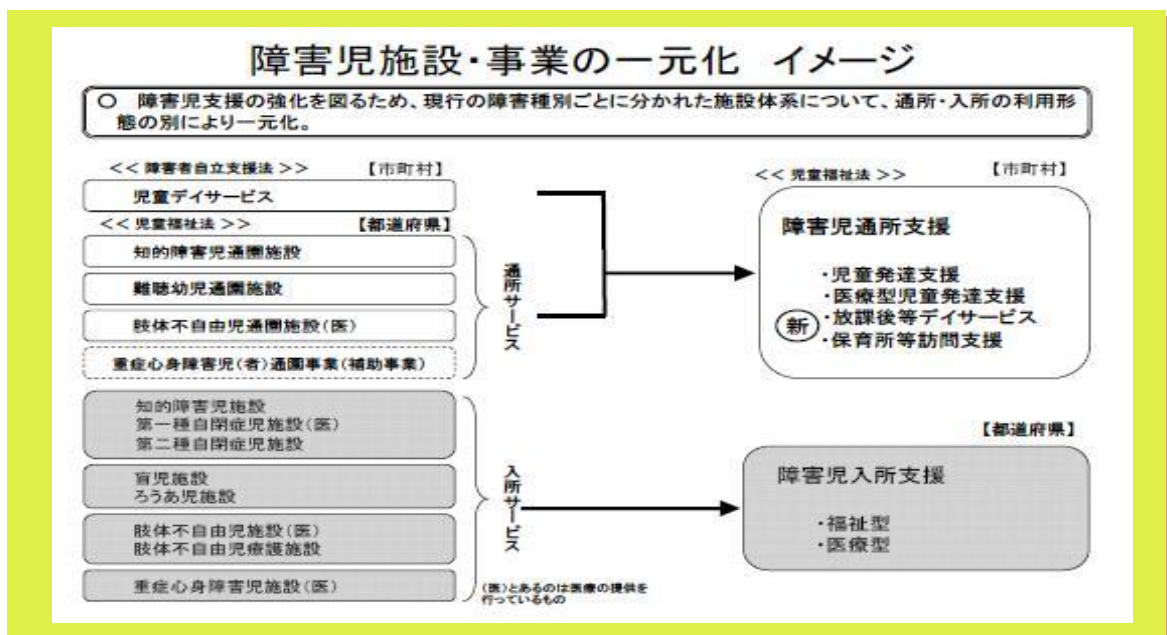 障害児施設・事業の一元化 イメージ
○ 障害児支援の強化を図るため、現行の障害種別ごとに分かれた施設体系について、通所・入所の利用形
態の別により一元化。
<< 障害者自立支援法 >> 【市町村】
児童デイサービス
<< 児童福祉法 >> 【都道府県】
知的障害児通園施設
難聴幼児通園施設
肢体不自由児通園施設(医)
重症心身障害児(者)通園事業(補助事業)
通所サービス
知的障害児施設
第一種自閉症児施設(医)
第二種自閉症児施設
盲児施設
ろうあ児施設
肢体不自由児施設(医)
肢体不自由児療護施設
重症心身障害児施設(医)
入所サービス
(医)とあるのは医療の提供を
行っているもの
<< 児童福祉法 >> 【市町村】
障害児通所支援
・児童発達支援
・医療型児童発達支援
・放課後等デイサービス
新
・保育所等訪問支援
【都道府県】
障害児入所支援
・福祉型
・医療型